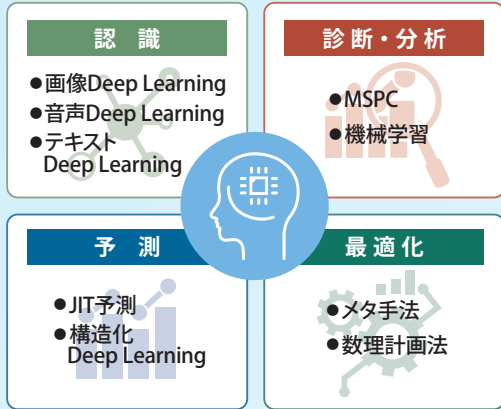 認識
●画像Deep Learning
●音声Deep Learning
●テキスト
Deep Learning
診断・分析
●MSPC
●機械学習
予測
●JIT予測
●構造化
Deep Learning
最適化
●メタ手法
●数理計画法